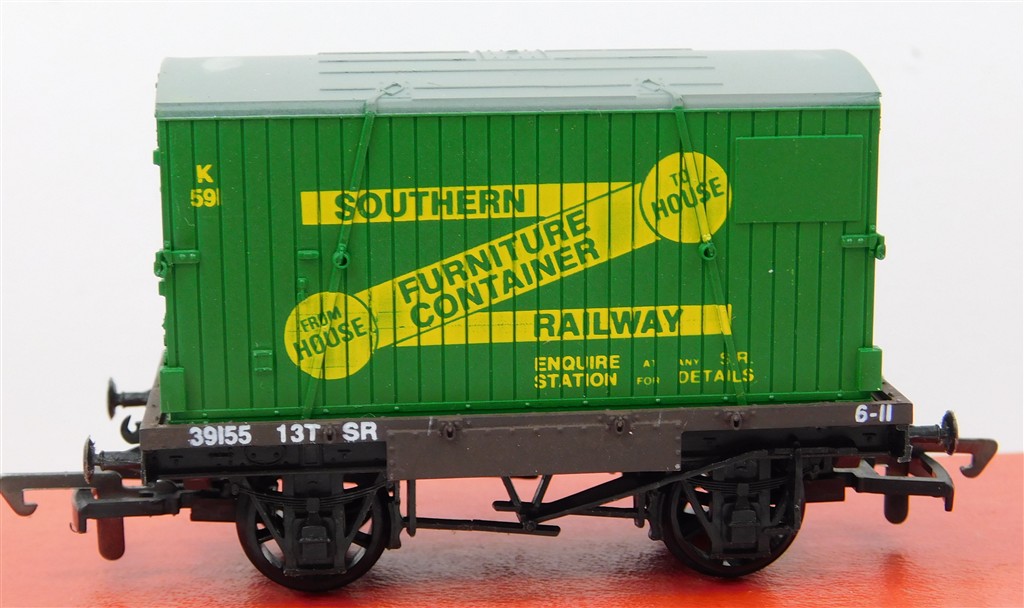 K
591
SOUTHERN
TO
HOUSE
FURNITURE
CONTAINER
FROM
HOUSE
RAILWAY
ENQUIRE AT ANY S.R.
STATION FOR DETAILS
39155 13T SR
6-11